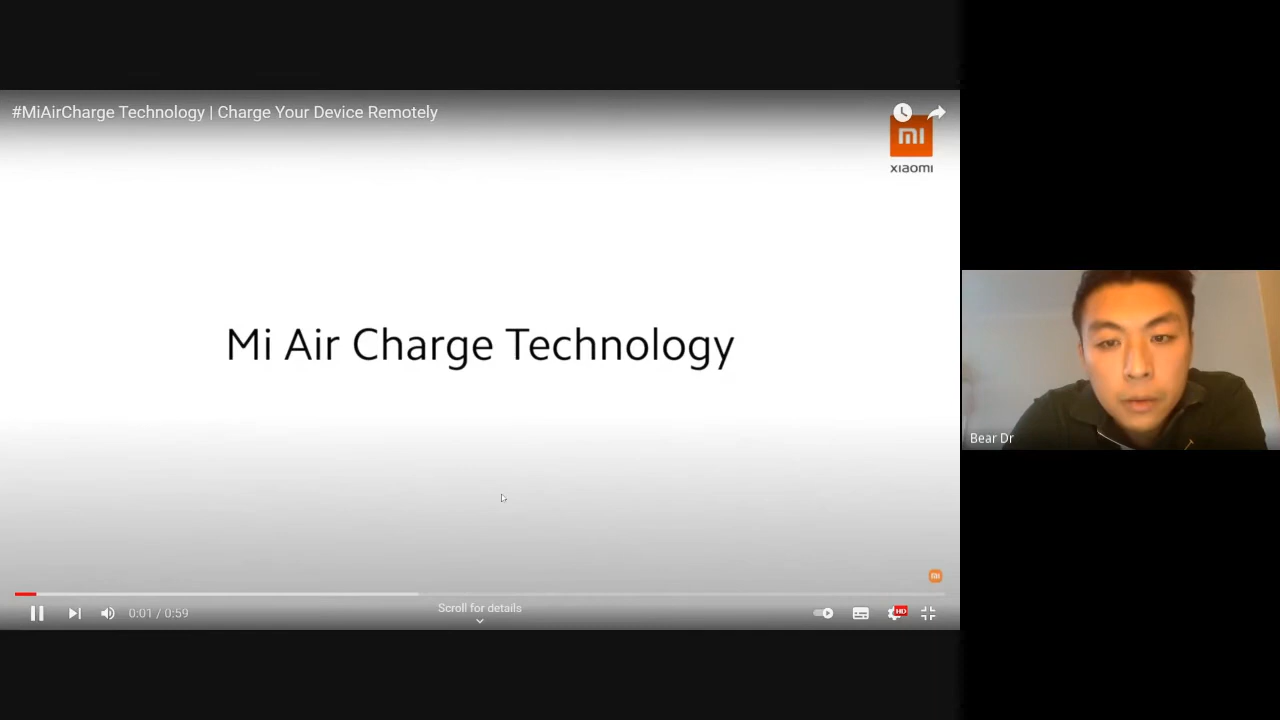 #MiAirCharge Technology | Charge Your Device Remotely
xiaomi
Mi Air Charge Technology
Bear Dr
0:01 / 0:59
Scroll for details
HD